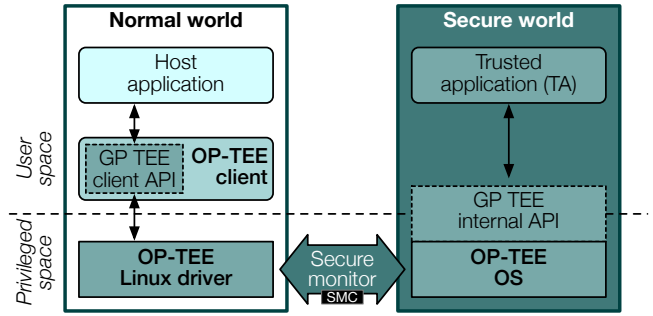 Normal world
Secure world
Host
application
Trusted
application (TA)
User
space
GP TEE
client API
OP-TEE
client
GP TEE
internal API
Privileged
space
OP-TEE
Linux driver
Secure
monitor
SMC
OP-TEE
OS